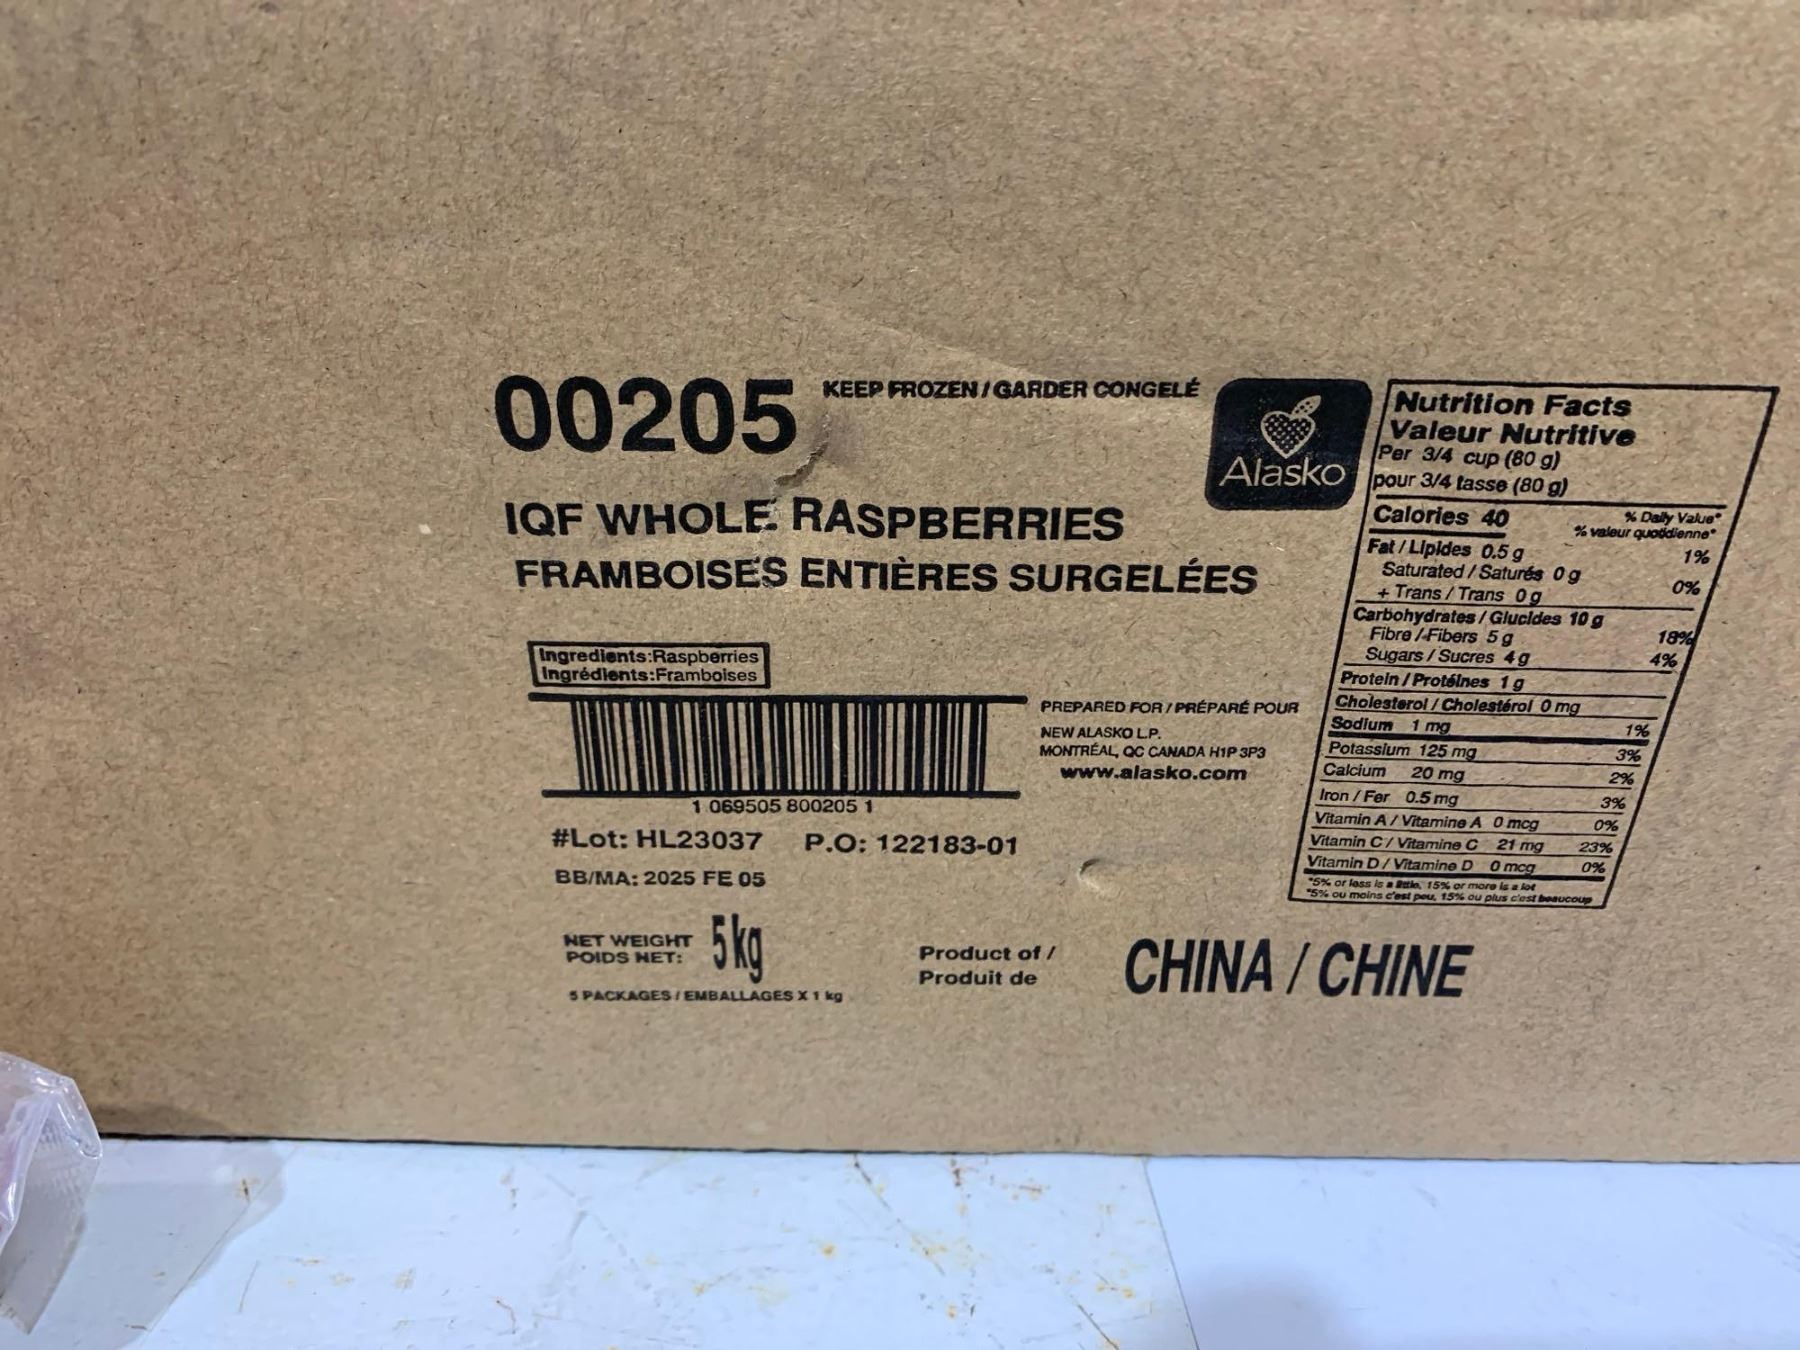 00205
KEEP FROZEN / GARDER CONGELÉ
IQF WHOLE RASPBERRIES
FRAMBOISES ENTIÈRES SURGELÉES
Ingredients:Raspberries
Ingrédients:Framboises
1 069505 800205 1
PREPARED FOR / PRÉPARÉ POUR
NEW ALASKO L.P.
MONTRÉAL, QC CANADA H1P 3P3
www.alasko.com
#Lot: HL23037 P.O: 122183-01
BB/MA: 2025 FE 05
NET WEIGHT
POIDS NET:
5 kg
5 PACKAGES / EMBALLAGES X 1 kg
Product of /
Produit de
CHINA / CHINE
Alasko
Nutrition Facts
Valeur Nutritive
Per 3/4 cup (80 g)
pour 3/4 tasse (80 g)
Calories 40
% Daily Value*
% valeur quotidienne*
Fat / Lipides 0.5 g 1%
Saturated / Saturés 0 g
+ Trans / Trans 0 g 0%
Carbohydrates / Glucides 10 g
Fibre / Fibers 5 g 18%
Sugars / Sucres 4 g 4%
Protein / Protéines 1 g
Cholesterol / Cholestérol 0 mg
Sodium 1 mg 1%
Potassium 125 mg 3%
Calcium 20 mg 2%
Iron / Fer 0.5 mg 3%
Vitamin A / Vitamine A 0 mcg 0%
Vitamin C / Vitamine C 21 mg 23%
Vitamin D / Vitamine D 0 mcg 0%
*5% or less is a little, 15% or more is a lot
*5% ou moins c'est peu, 15% ou plus c'est beaucoup